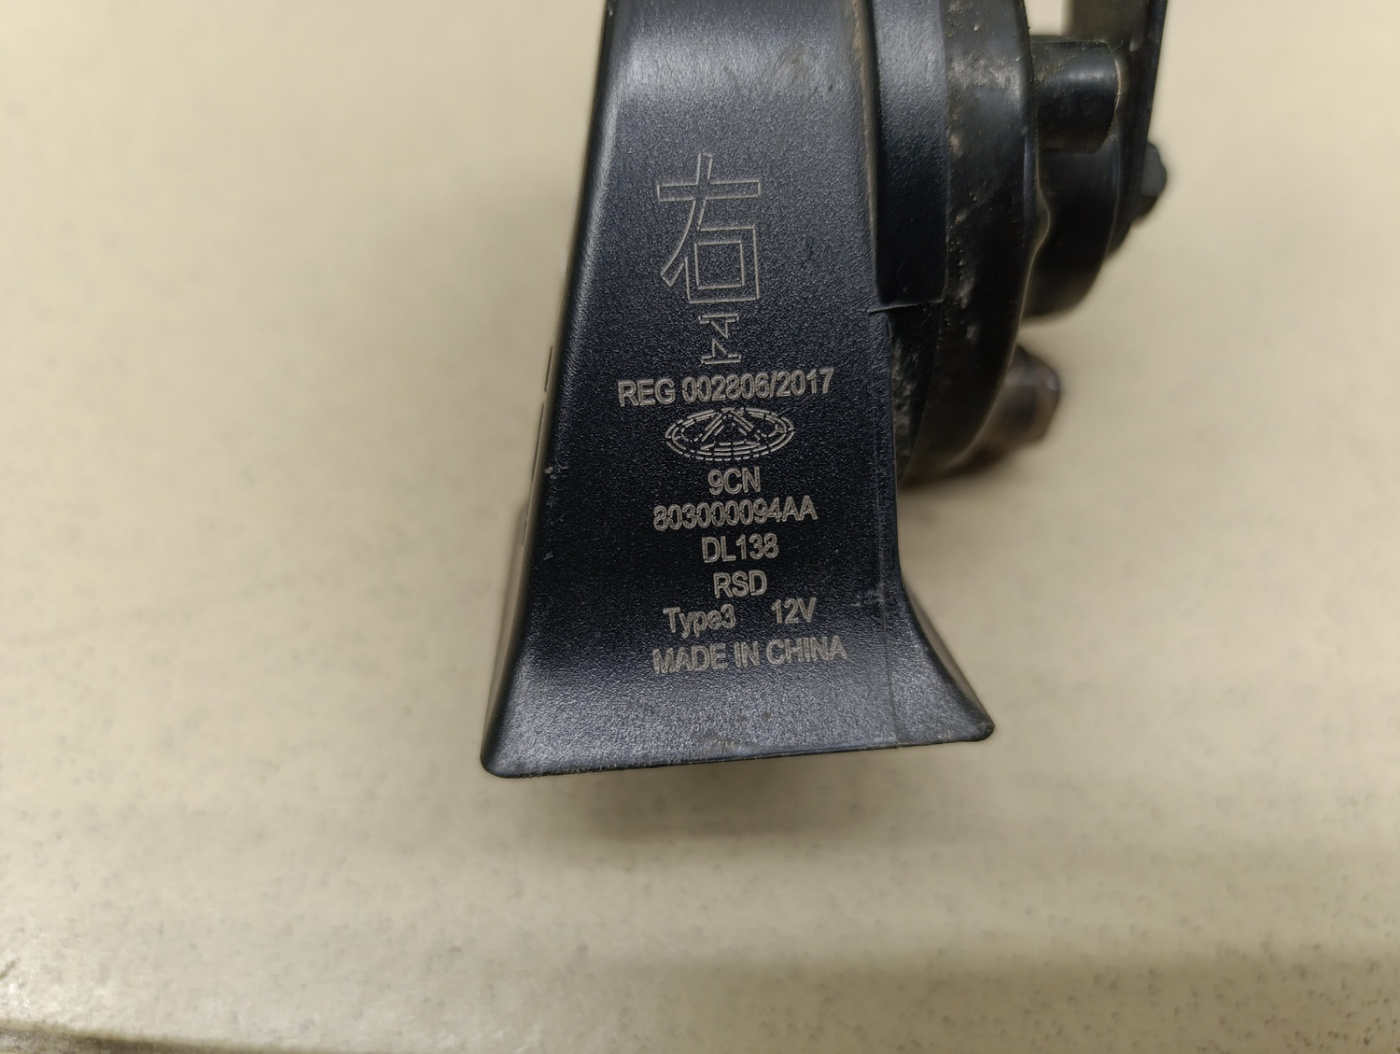 右
REG 002806/2017
9CN
803000094AA
DL138
RSD
Type3 12V
MADE IN CHINA